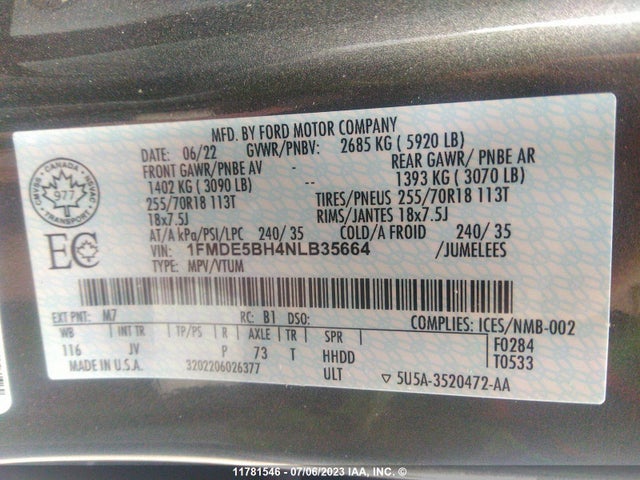 MFD. BY FORD MOTOR COMPANY
DATE: 06/22 GVWR/PNBV: 2685 KG ( 5920 LB)
FRONT GAWR/PNBE AV - REAR GAWR/ PNBE AR
1402 KG ( 3090 LB) -- 1393 KG ( 3070 LB)
255/70R18 113T TIRES/PNEUS 255/70R18 113T
18x7.5J RIMS/JANTES 18x7.5J
AT/A kPa/PSI/LPC 240/ 35 COLD/A FROID 240/ 35
VIN: 1FMDE5BH4NLB35664 /JUMELEES
TYPE: MPV/VTUM
CANADA
CMVSS NSVAC
977
TRANSPORT
EC
EXT PNT: M7 RC: B1 DSO: COMPLIES: ICES/NMB-002
WB INT TR TP/PS R AXLE TR SPR F0284
116 JV P 73 T HHDD T0533
MADE IN U.S.A. 3202206026377 ULT ▽ 5U5A-3520472-AA
11781546 - 07/06/2023 IAA, INC. ©